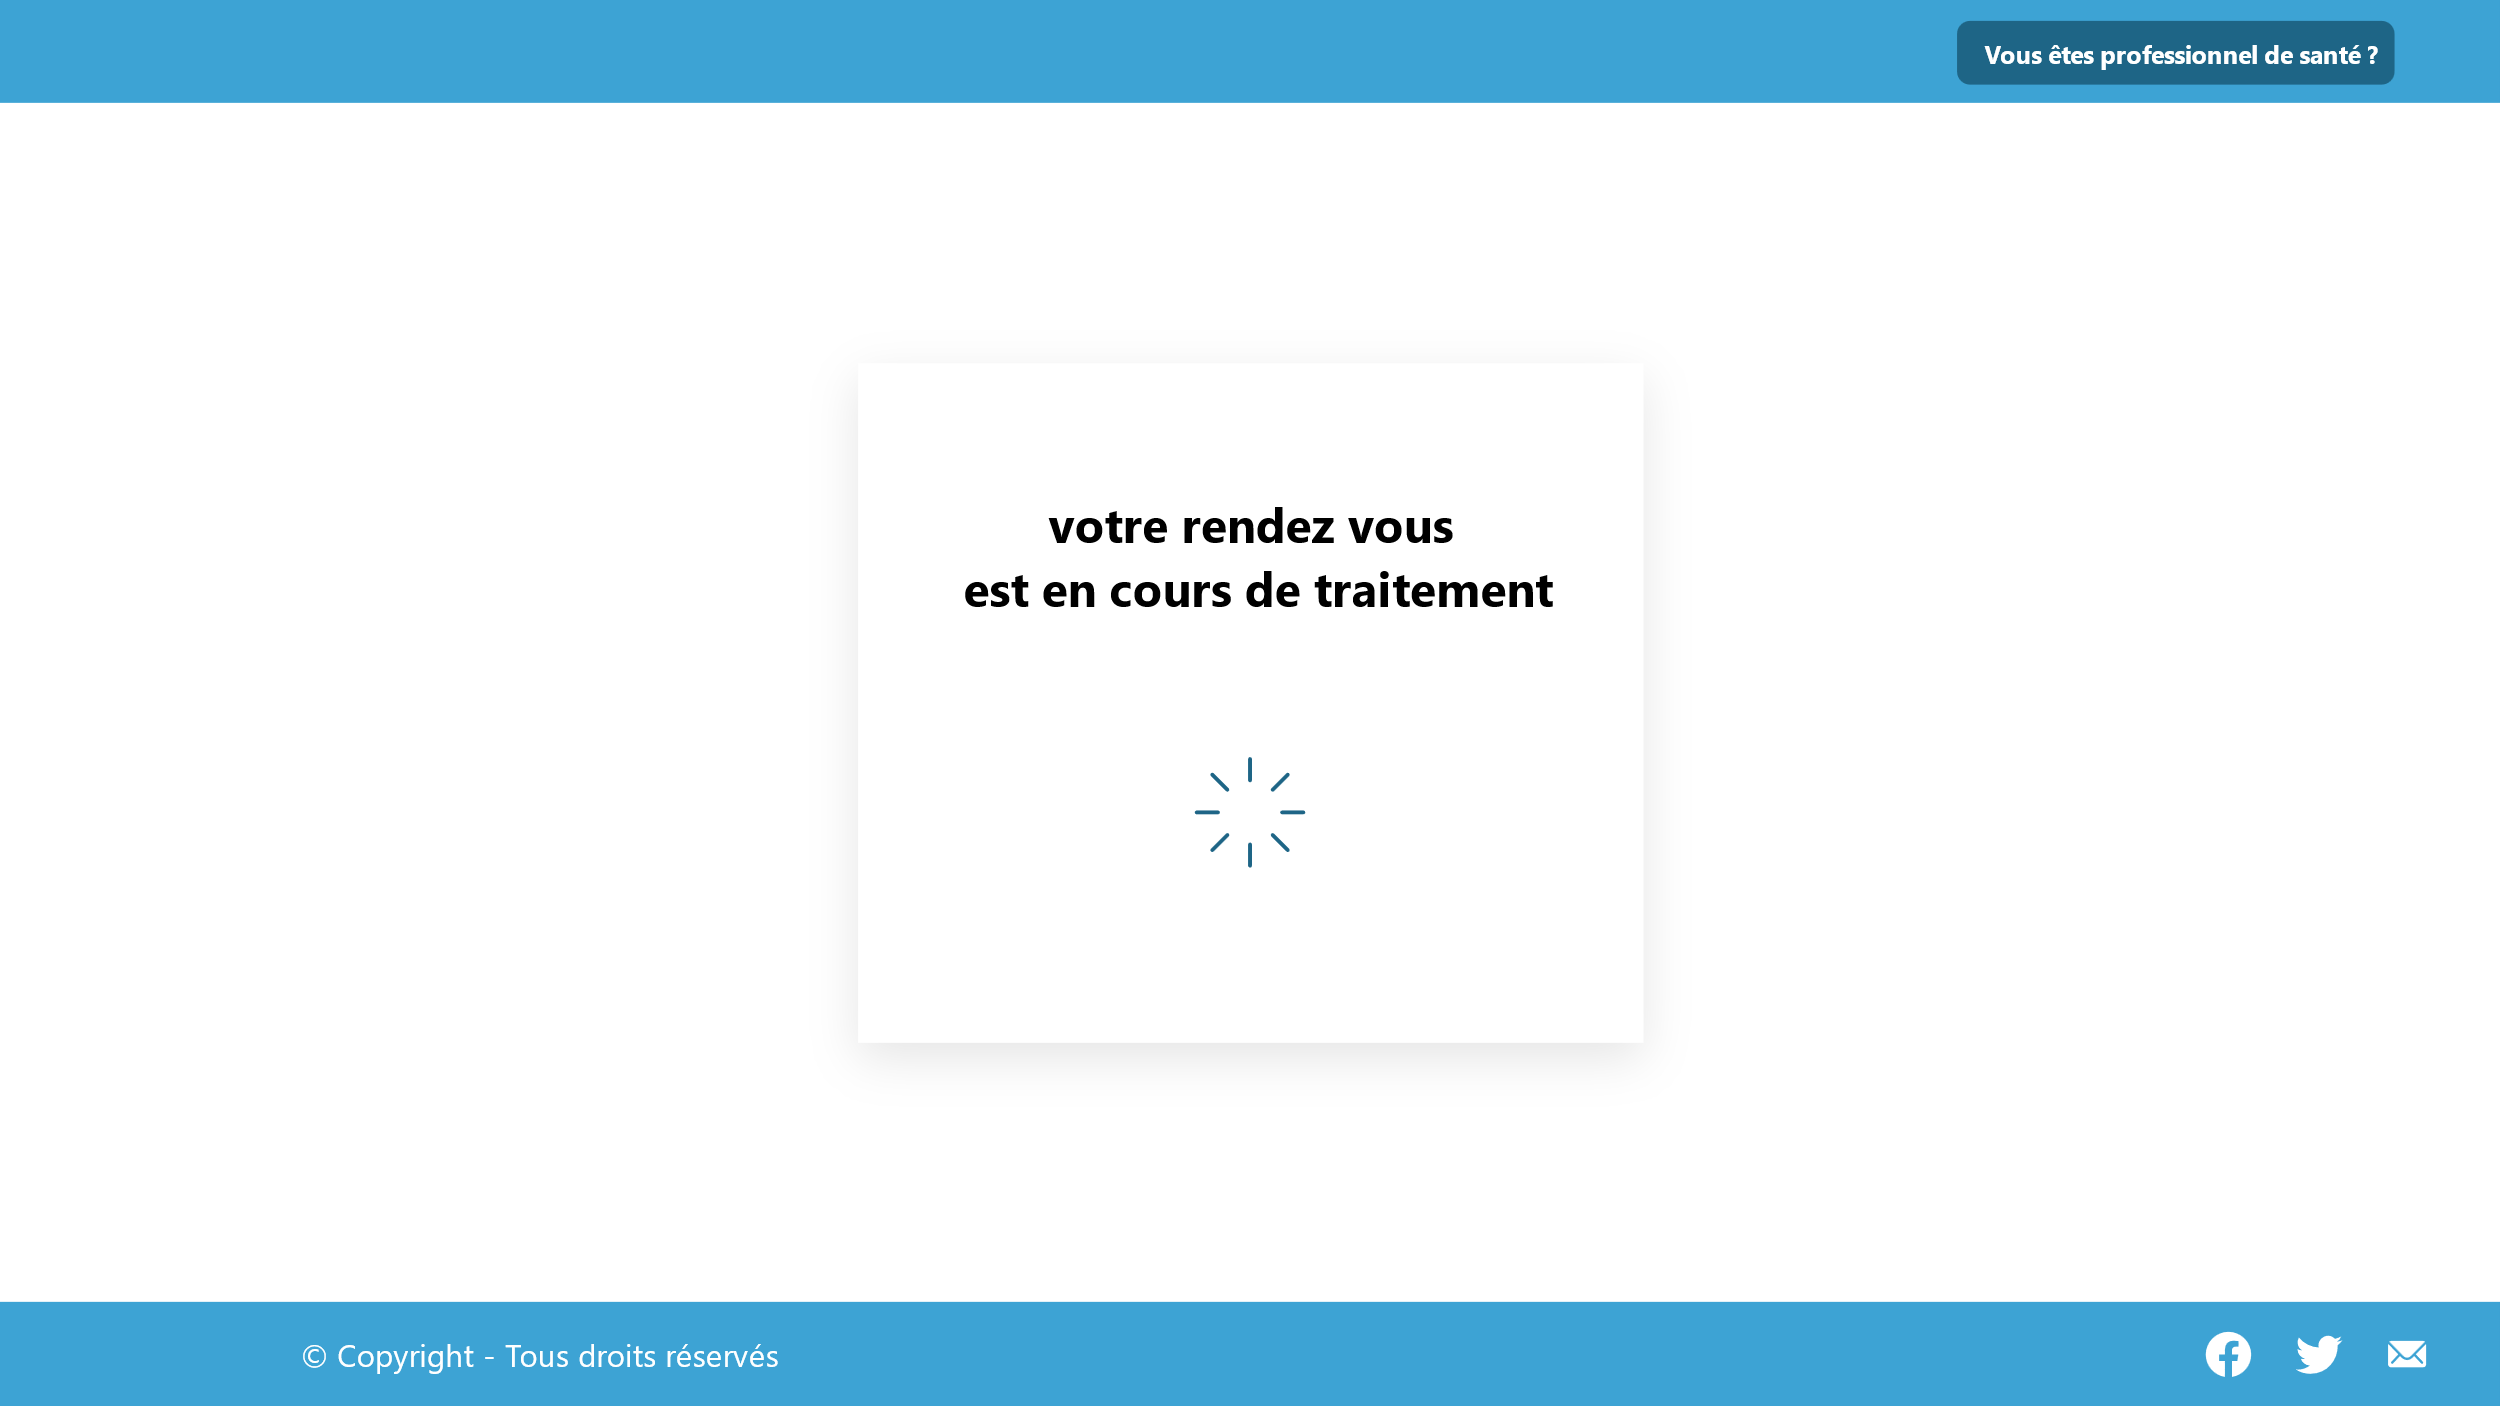 Vous êtes professionnel de santé ?
votre rendez vous
est en cours de traitement
© Copyright - Tous droits réservés